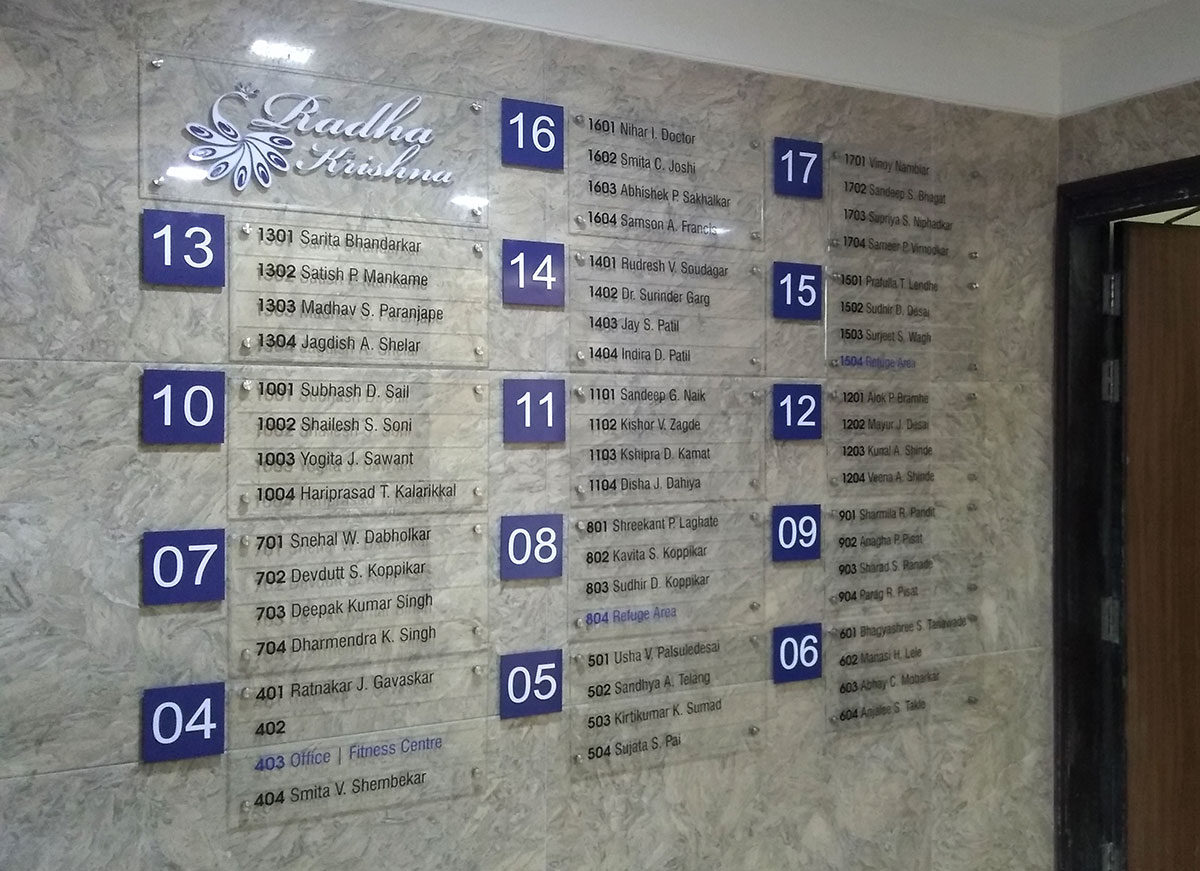 Radha
Krishna
16
1601 Nihar I. Doctor
1602 Smita C. Joshi
1603 Abhishek P. Sakhalkar
1604 Samson A. Francis
17
1701 Vinoy Nambiar
1702 Sandeep S. Bhagat
1703 Supriya S. Niphadkar
1704 Sameer P. Virnodkar
13
1301 Sarita Bhandarkar
1302 Satish P. Mankame
1303 Madhav S. Paranjape
1304 Jagdish A. Shelar
14
1401 Rudresh V. Soudagar
1402 Dr. Surinder Garg
1403 Jay S. Patil
1404 Indira D. Patil
15
1501 Prafulla T. Lendhe
1502 Sudhir D. Desai
1503 Surjeet S. Wagh
1504 Refuge Area
10
1001 Subhash D. Sail
1002 Shailesh S. Soni
1003 Yogita J. Sawant
1004 Hariprasad T. Kalarikkal
11
1101 Sandeep G. Naik
1102 Kishor V. Zagde
1103 Kshipra D. Kamat
1104 Disha J. Dahiya
12
1201 Alok P. Bramhe
1202 Mayur J. Desai
1203 Kunal A. Shinde
1204 Veena A. Shinde
07
701 Snehal W. Dabholkar
702 Devdutt S. Koppikar
703 Deepak Kumar Singh
704 Dharmendra K. Singh
08
801 Shreekant P. Laghate
802 Kavita S. Koppikar
803 Sudhir D. Koppikar
804 Refuge Area
09
901 Sharmila R. Pandit
902 Anagha P. Pisat
903 Sharad S. Ranade
904 Parag R. Pisat
04
401 Ratnakar J. Gavaskar
402
403 Office | Fitness Centre
404 Smita V. Shembekar
05
501 Usha V. Palsuledesai
502 Sandhya A. Telang
503 Kirtikumar K. Sumad
504 Sujata S. Pai
06
601 Bhagyashree S. Tanawade
602 Manasi H. Lele
603 Abhay C. Mobarkar
604 Anjalee S. Takle